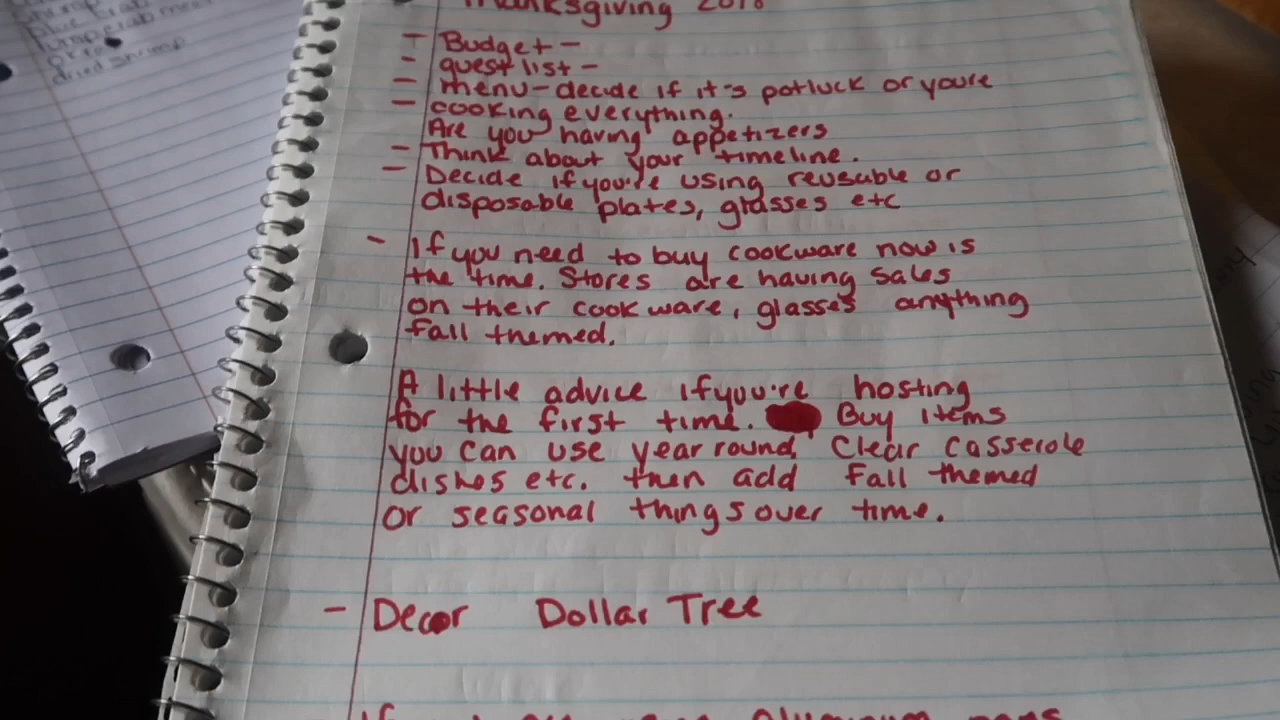 Thanksgiving 2018
- Budget -
- guest list -
- menu - decide if it's potluck or youre
- cooking everything.
Are you having appetizers
- Think about your timeline.
- Decide if you're using reusable or
disposable plates, glasses etc
- If you need to buy cookware now is
the time. Stores are having sales
on their cookware, glasses anything
fall themed.
A little advice if you're hosting
for the first time. Buy items
you can use year round, Clear casserole
dishes etc. then add fall themed
or seasonal things over time.
- Decor Dollar Tree
dried shrimp